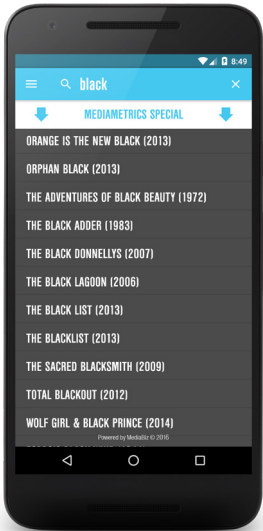 8:49
black
MEDIAMETRICS SPECIAL
ORANGE IS THE NEW BLACK (2013)
ORPHAN BLACK (2013)
THE ADVENTURES OF BLACK BEAUTY (1972)
THE BLACK ADDER (1983)
THE BLACK DONNELLYS (2007)
THE BLACK LAGOON (2006)
THE BLACK LIST (2013)
THE BLACKLIST (2013)
THE SACRED BLACKSMITH (2009)
TOTAL BLACKOUT (2012)
WOLF GIRL & BLACK PRINCE (2014)
Powered by MediaBiz © 2016